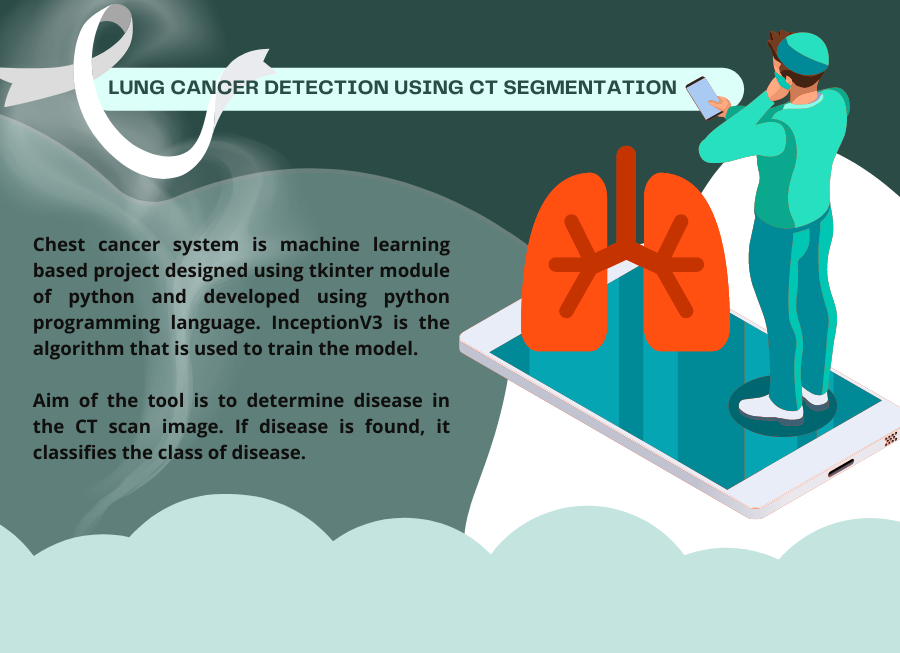 LUNG CANCER DETECTION USING CT SEGMENTATION
Chest cancer system is machine learning
based project designed using tkinter module
of python and developed using python
programming language. InceptionV3 is the
algorithm that is used to train the model.
Aim of the tool is to determine disease in
the CT scan image. If disease is found, it
classifies the class of disease.